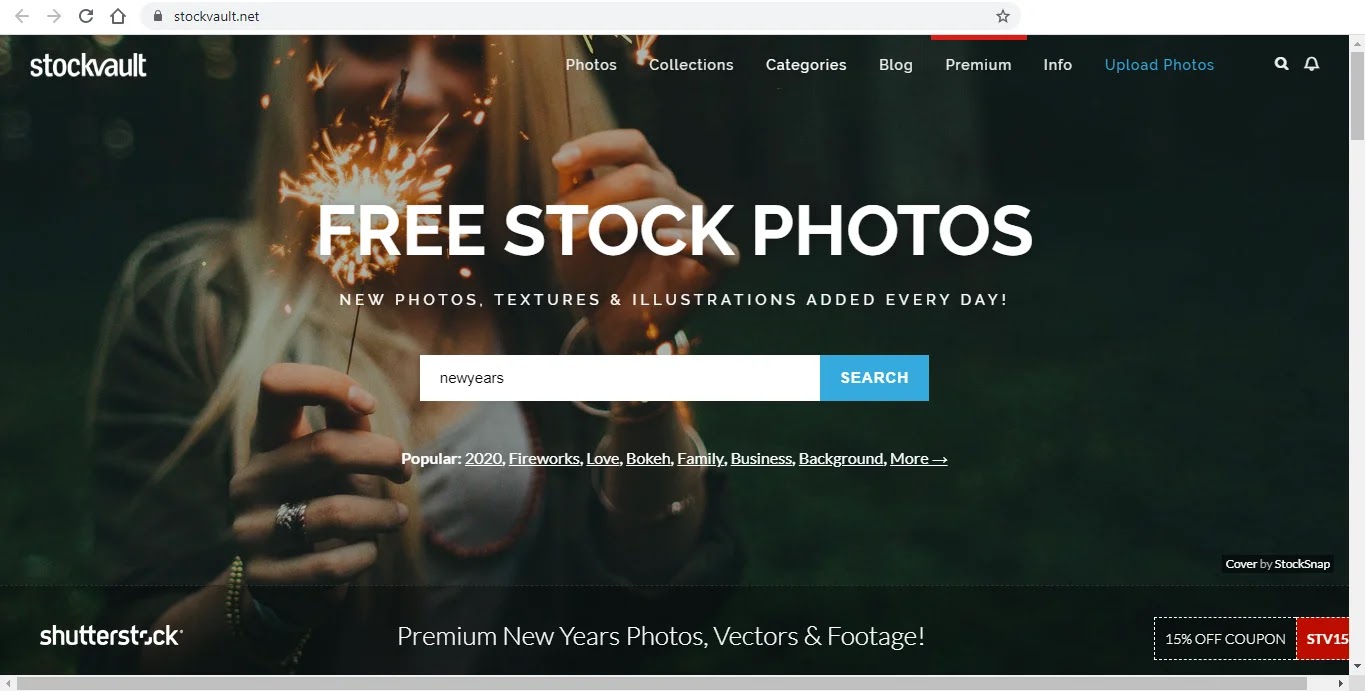 stockvault.net
stockvault
Photos Collections Categories Blog Premium Info Upload Photos
FREE STOCK PHOTOS
NEW PHOTOS, TEXTURES & ILLUSTRATIONS ADDED EVERY DAY!
newyears SEARCH
Popular: 2020, Fireworks, Love, Bokeh, Family, Business, Background, More →
Cover by StockSnap
shutterstock
Premium New Years Photos, Vectors & Footage!
15% OFF COUPON STV15